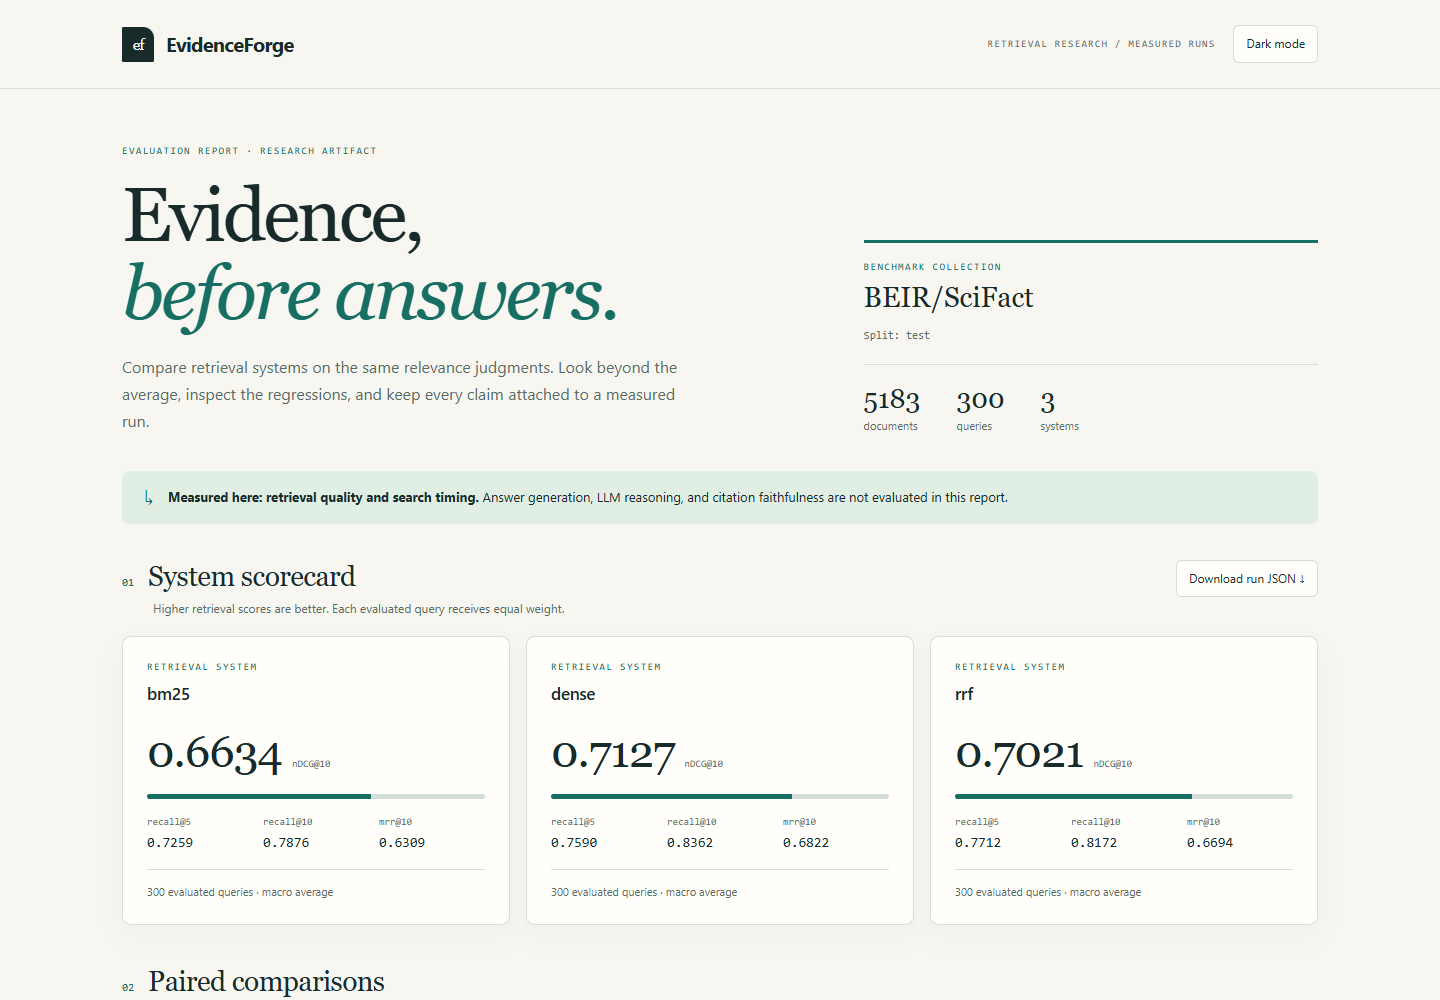 ef
EvidenceForge
RETRIEVAL RESEARCH / MEASURED RUNS
Dark mode
EVALUATION REPORT · RESEARCH ARTIFACT
Evidence,
before answers.
Compare retrieval systems on the same relevance judgments. Look beyond the
average, inspect the regressions, and keep every claim attached to a measured
run.
BENCHMARK COLLECTION
BEIR/SciFact
Split: test
5183 300 3
documents queries systems
↳ Measured here: retrieval quality and search timing. Answer generation, LLM reasoning, and citation faithfulness are not evaluated in this report.
01 System scorecard
Download run JSON ↓
Higher retrieval scores are better. Each evaluated query receives equal weight.
RETRIEVAL SYSTEM
bm25
0.6634 nDCG@10
recall@5 recall@10 mrr@10
0.7259 0.7876 0.6309
300 evaluated queries · macro average
RETRIEVAL SYSTEM
dense
0.7127 nDCG@10
recall@5 recall@10 mrr@10
0.7590 0.8362 0.6822
300 evaluated queries · macro average
RETRIEVAL SYSTEM
rrf
0.7021 nDCG@10
recall@5 recall@10 mrr@10
0.7712 0.8172 0.6694
300 evaluated queries · macro average
02 Paired comparisons